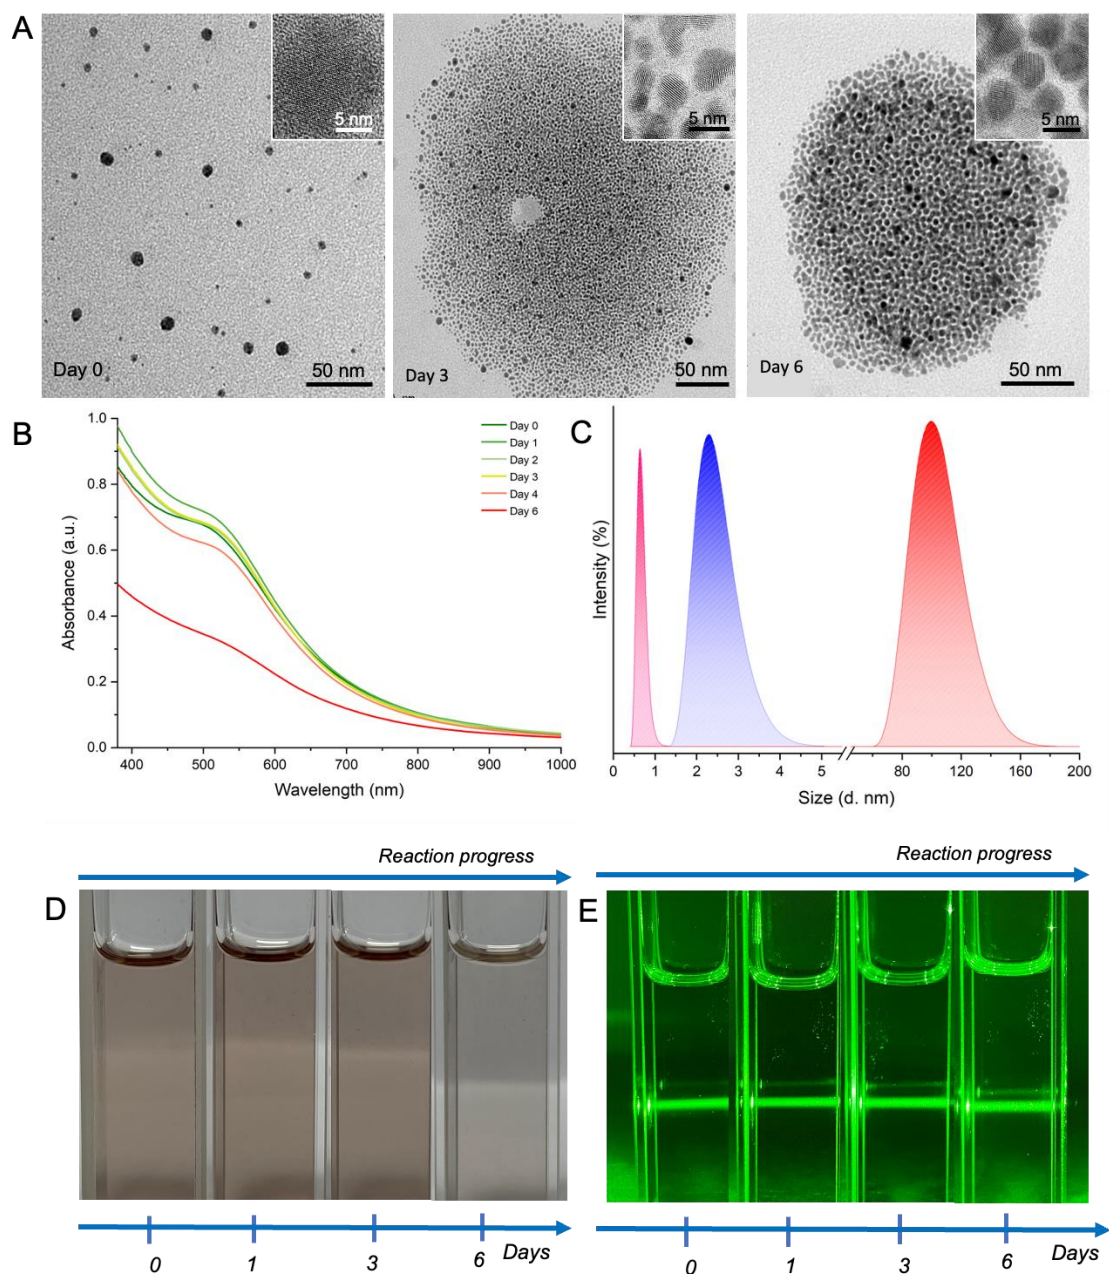 A
5 nm
Day 0
50 nm
5 nm
Day 3
50 nm
5 nm
Day 6
50 nm
B
Absorbance (a.u.)
1.0
0.8
0.6
0.4
0.2
0.0
Day 0
Day 1
Day 2
Day 3
Day 4
Day 6
400 500 600 700 800 900 1000
Wavelength (nm)
C
Intensity (%)
0 1 2 3 4 5 80 120 160 200
Size (d. nm)
Reaction progress
D
0 1 3 6 Days
Reaction progress
E
0 1 3 6 Days